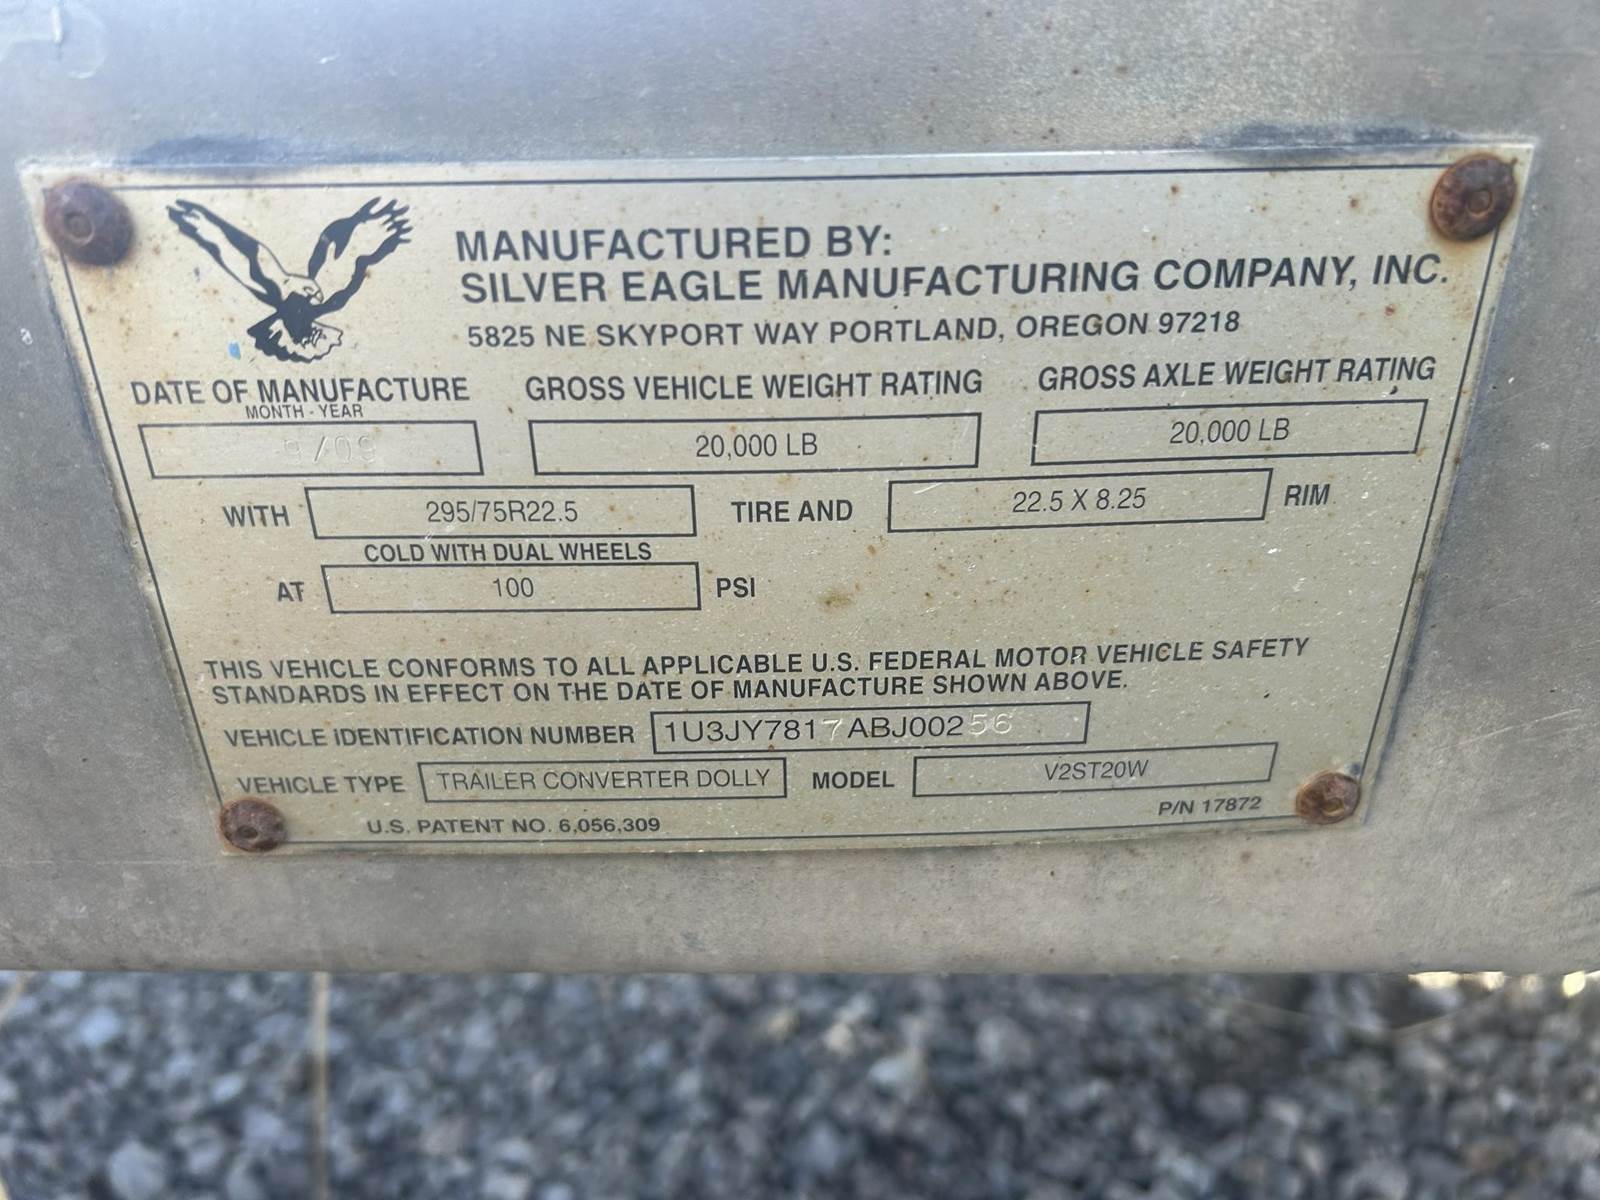 MANUFACTURED BY:
SILVER EAGLE MANUFACTURING COMPANY, INC.
5825 NE SKYPORT WAY PORTLAND, OREGON 97218
DATE OF MANUFACTURE GROSS VEHICLE WEIGHT RATING GROSS AXLE WEIGHT RATING
MONTH - YEAR
9/09 20,000 LB 20,000 LB
WITH 295/75R22.5 TIRE AND 22.5 X 8.25 RIM
COLD WITH DUAL WHEELS
AT 100 PSI
THIS VEHICLE CONFORMS TO ALL APPLICABLE U.S. FEDERAL MOTOR VEHICLE SAFETY
STANDARDS IN EFFECT ON THE DATE OF MANUFACTURE SHOWN ABOVE.
VEHICLE IDENTIFICATION NUMBER 1U3JY7817ABJ00256
VEHICLE TYPE TRAILER CONVERTER DOLLY MODEL V2ST20W
U.S. PATENT NO. 6,056,309 P/N 17872